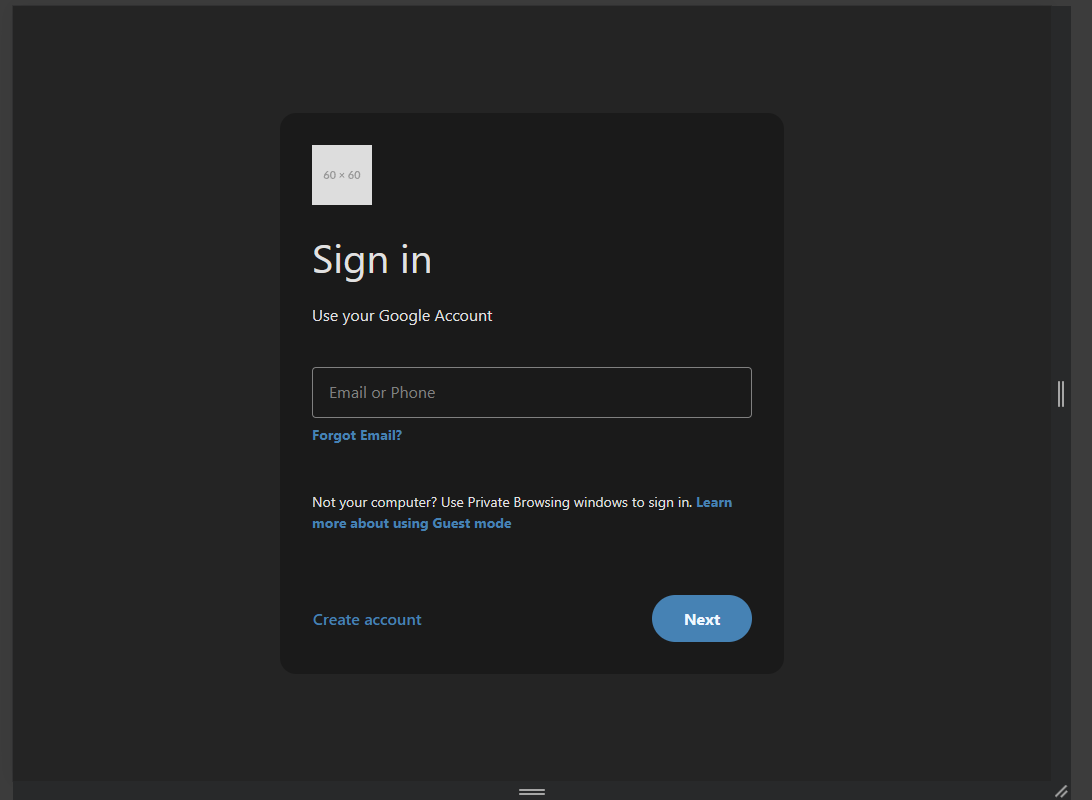 60 × 60
Sign in
Use your Google Account
Email or Phone
Forgot Email?
Not your computer? Use Private Browsing windows to sign in. Learn
more about using Guest mode
Create account
Next